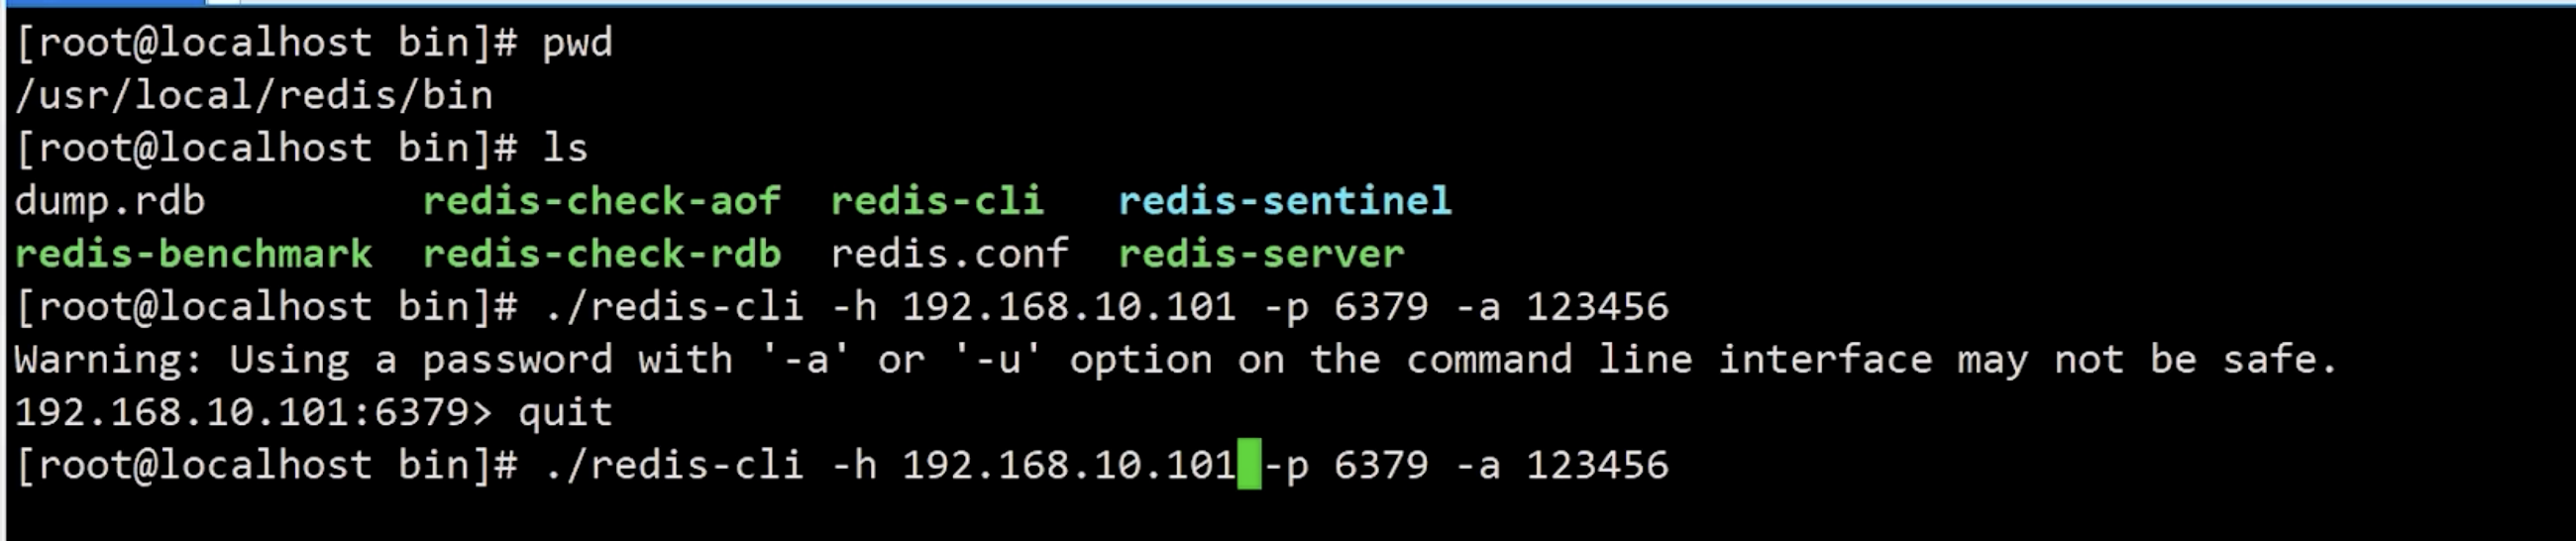 [root@localhost bin]# pwd
/usr/local/redis/bin
[root@localhost bin]# ls
dump.rdb redis-check-aof redis-cli redis-sentinel
redis-benchmark redis-check-rdb redis.conf redis-server
[root@localhost bin]# ./redis-cli -h 192.168.10.101 -p 6379 -a 123456
Warning: Using a password with '-a' or '-u' option on the command line interface may not be safe.
192.168.10.101:6379> quit
[root@localhost bin]# ./redis-cli -h 192.168.10.101 -p 6379 -a 123456